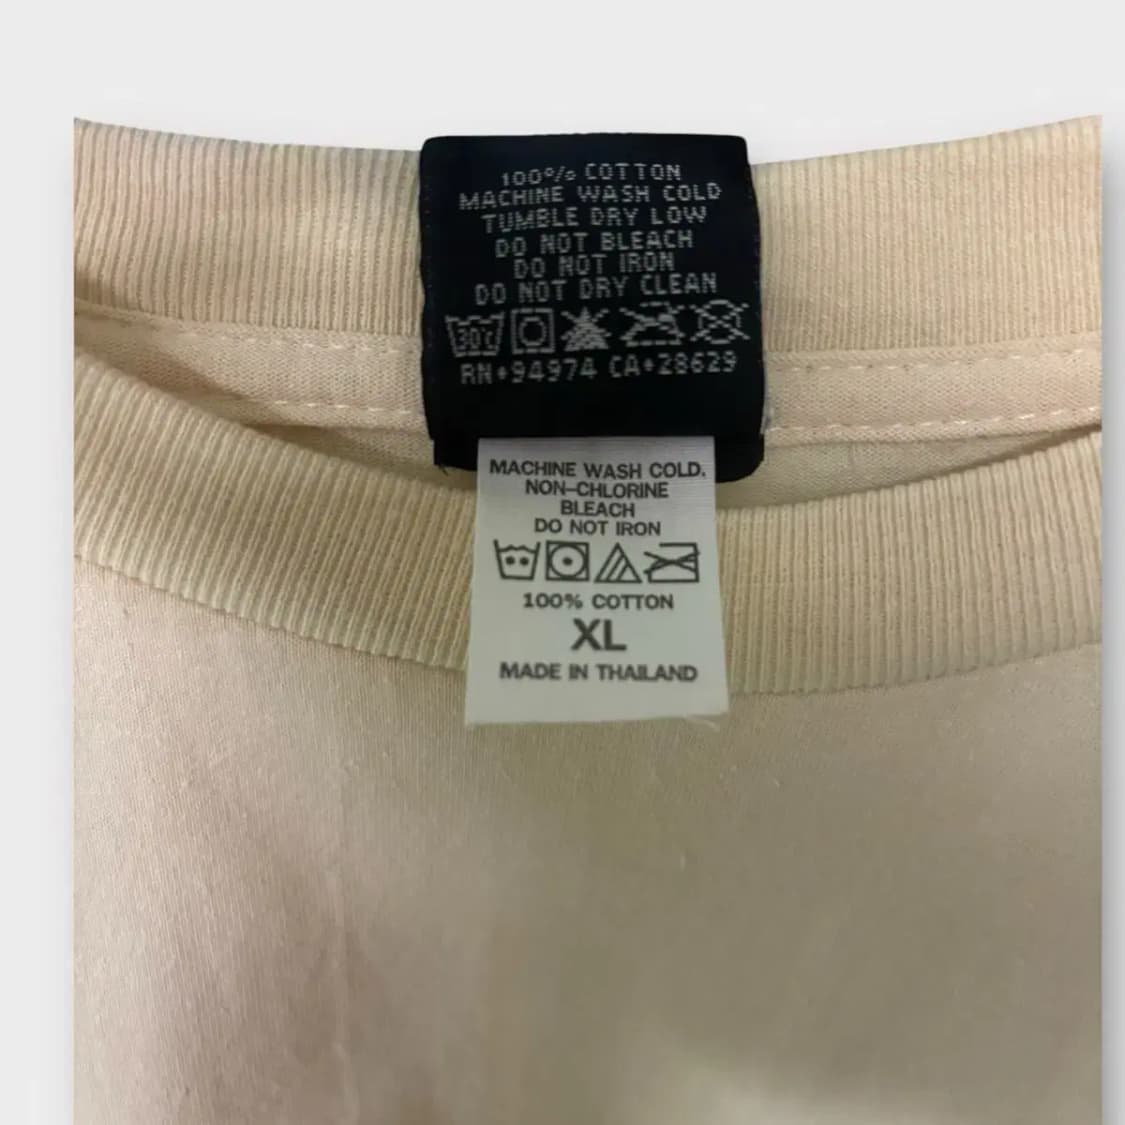 100% COTTON
MACHINE WASH COLD
TUMBLE DRY LOW
DO NOT BLEACH
DO NOT IRON
DO NOT DRY CLEAN
30°C
RN*94974 CA*28629
MACHINE WASH COLD.
NON-CHLORINE
BLEACH
DO NOT IRON
100% COTTON
XL
MADE IN THAILAND